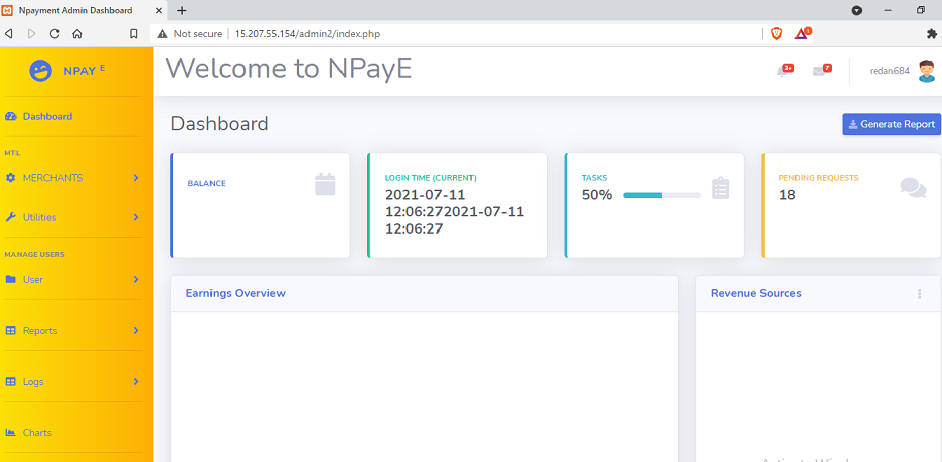 Npayment Admin Dashboard
Not secure
15.207.55.154/admin2/index.php
1
NPAY E
Welcome to NPayE
3+
7
redan684
Dashboard
Dashboard
Generate Report
MTL
MERCHANTS
Utilities
MANAGE USERS
User
Reports
Logs
Charts
BALANCE
LOGIN TIME (CURRENT)
2021-07-11
12:06:272021-07-11
12:06:27
TASKS
50%
PENDING REQUESTS
18
Earnings Overview
Revenue Sources